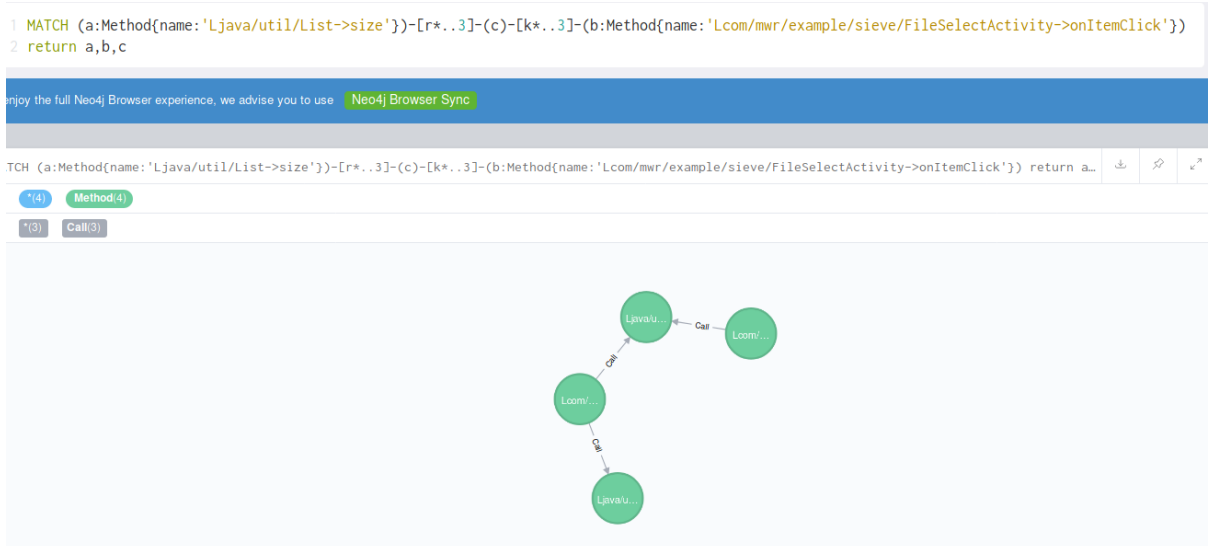 1 MATCH (a:Method{name:'Ljava/util/List->size'})-[r*..3]-(c)-[k*..3]-(b:Method{name:'Lcom/mwr/example/sieve/FileSelectActivity->onItemClick'})
2 return a,b,c
enjoy the full Neo4j Browser experience, we advise you to use Neo4j Browser Sync
TCH (a:Method{name:'Ljava/util/List->size'})-[r*..3]-(c)-[k*..3]-(b:Method{name:'Lcom/mwr/example/sieve/FileSelectActivity->onItemClick'}) return a…
*(4) Method(4)
*(3) Call(3)
Ljava/u…
Call
Lcom/…
Call
Lcom/…
Call
Ljava/u…